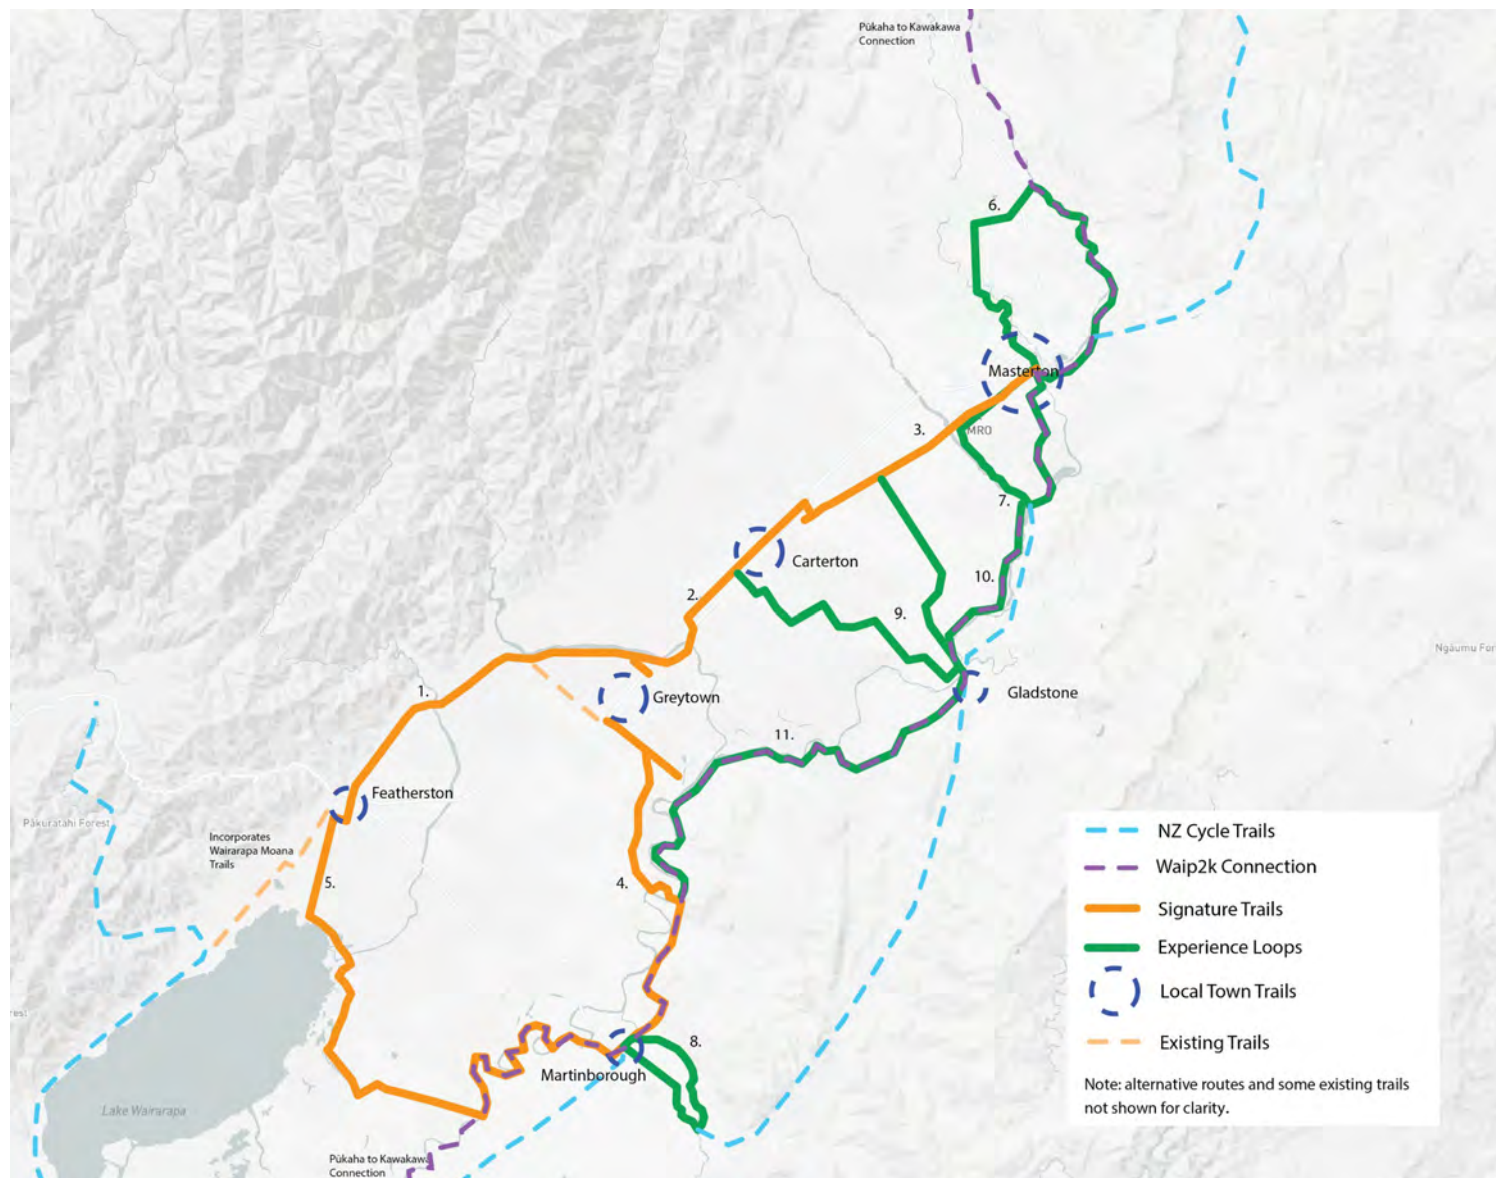 Pūkaha to Kawakawa
Connection
6.
Masterton
3.
MRO
7.
Carterton
10.
2.
9.
Ngāumu For
1.
Greytown
Gladstone
11.
Featherston
Pākuratahi Forest
Incorporates
Wairarapa Moana
Trails
5.
4.
NZ Cycle Trails
Waip2k Connection
Signature Trails
Experience Loops
Local Town Trails
Existing Trails
Note: alternative routes and some existing trails
not shown for clarity.
rest
8.
Martinborough
Lake Wairarapa
Pūkaha to Kawakawa
Connection